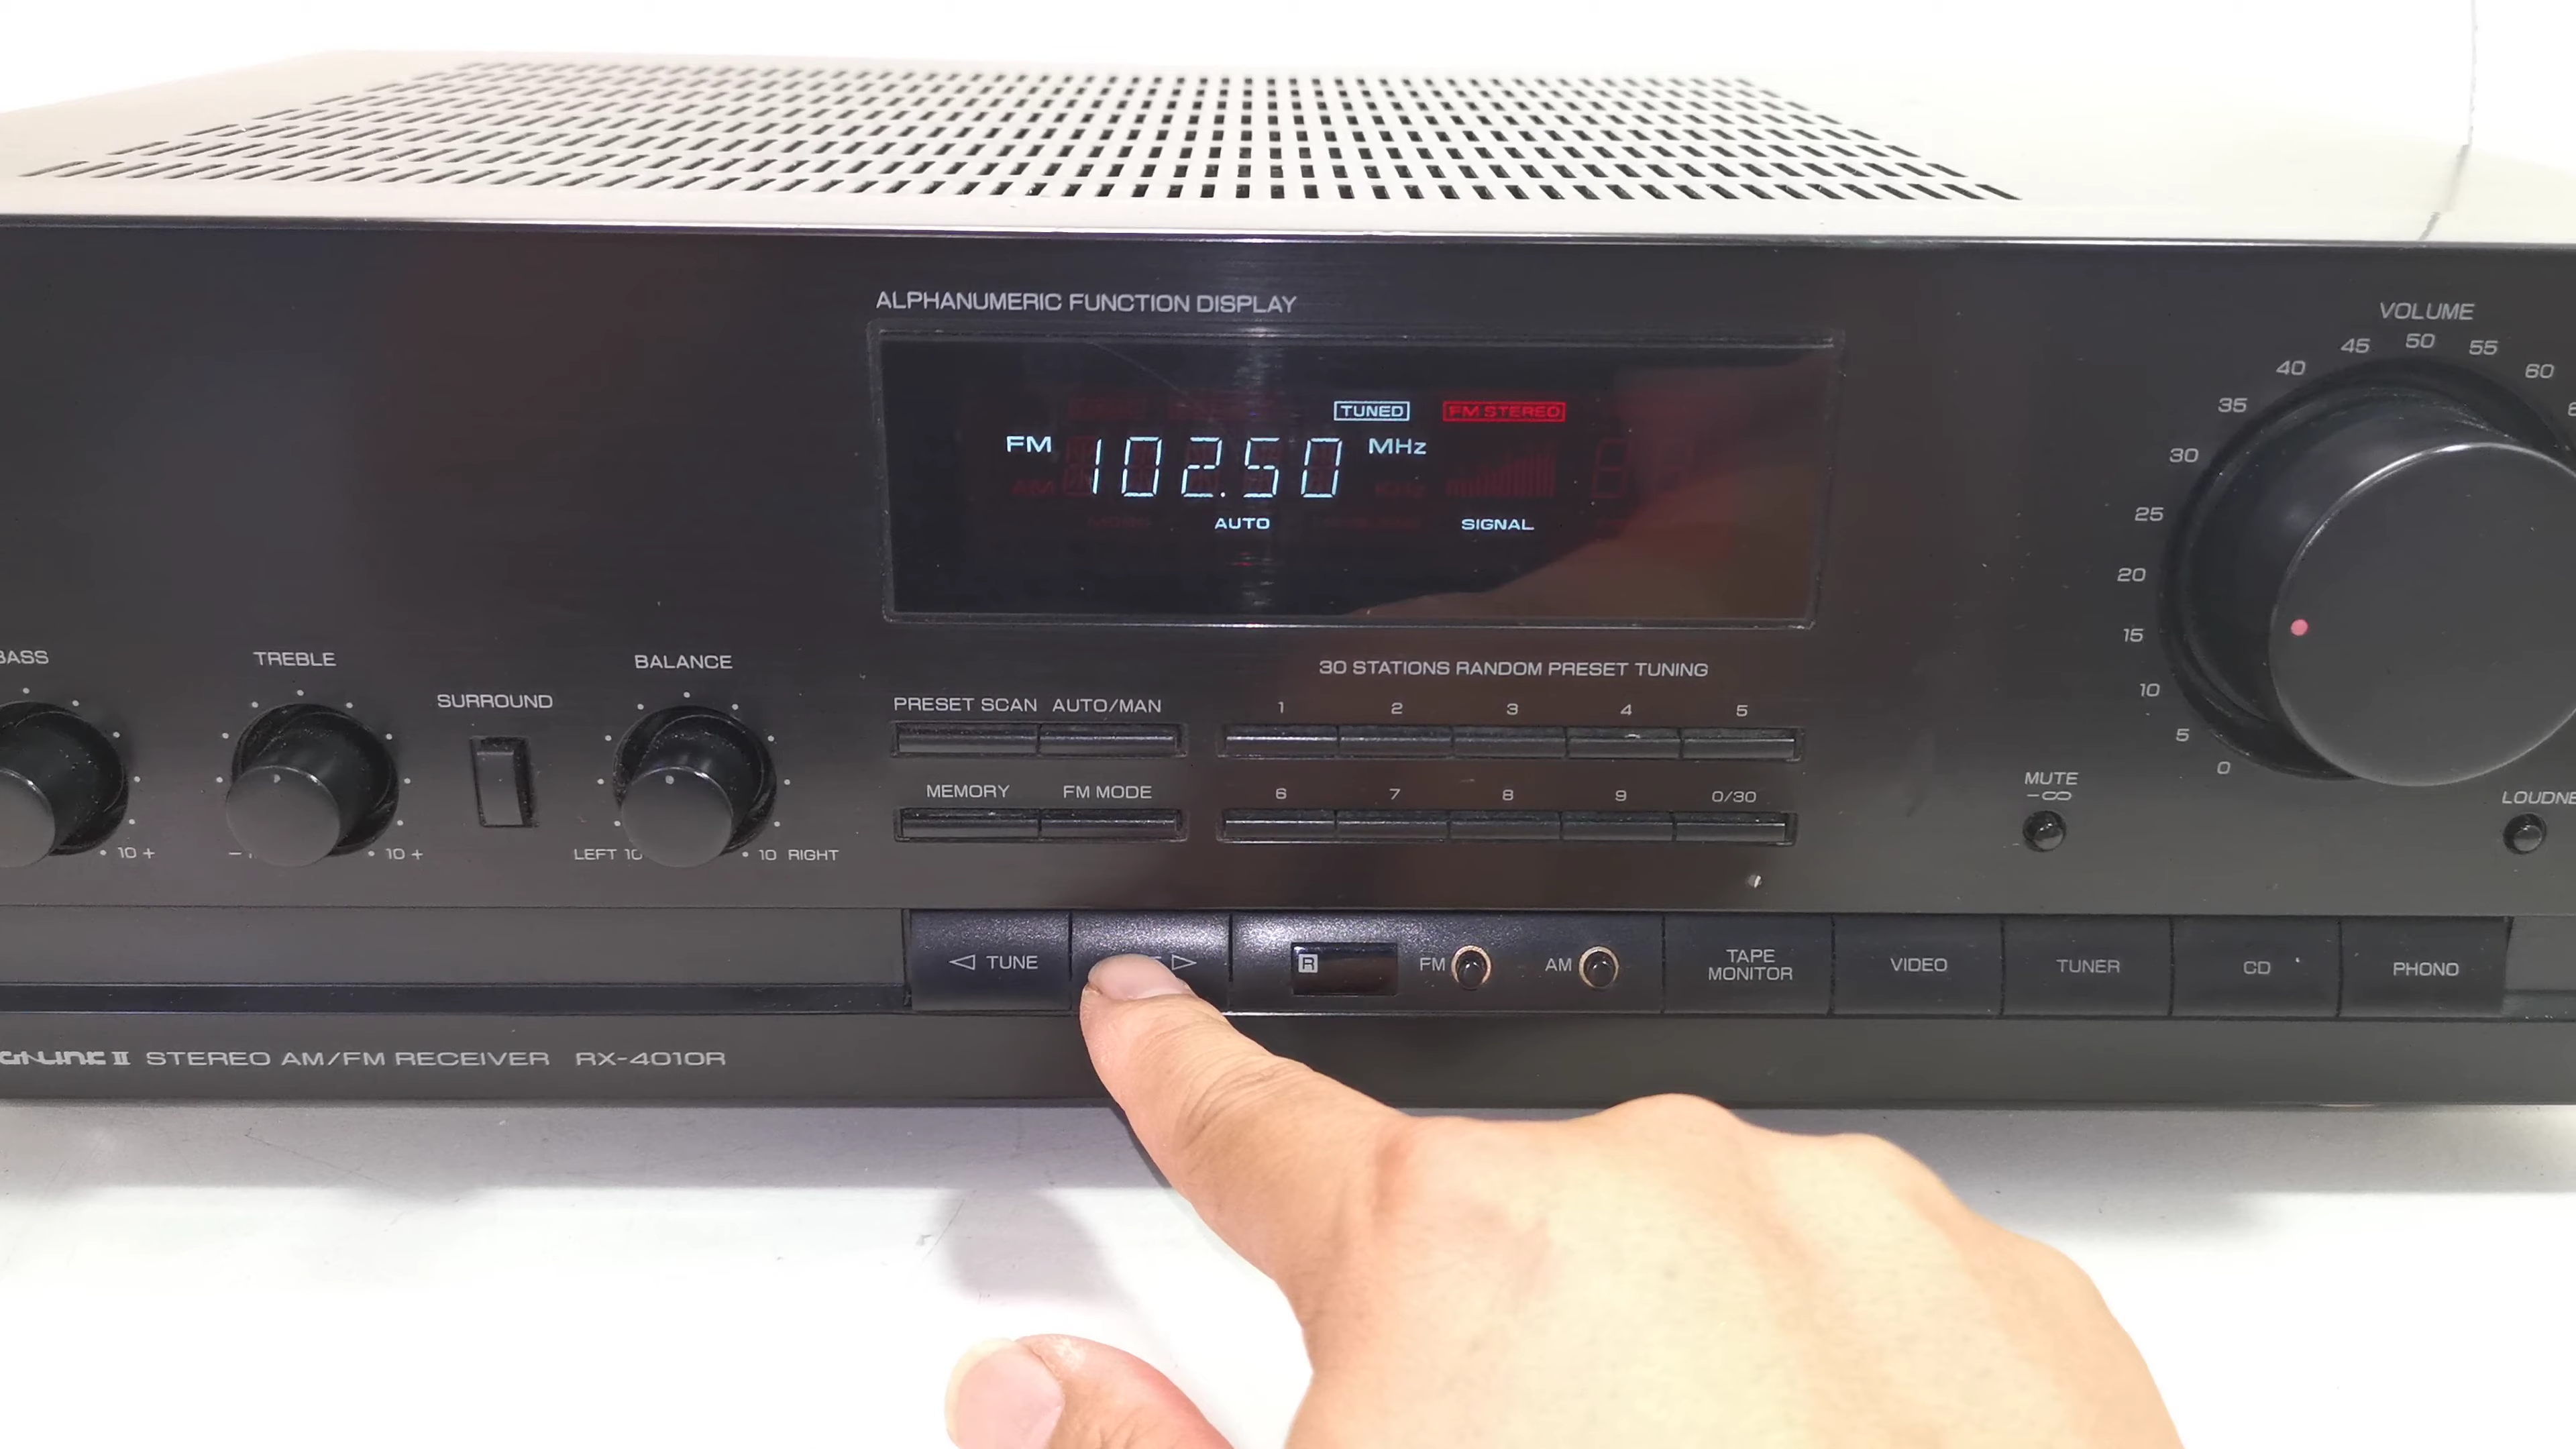 ALPHANUMERIC FUNCTION DISPLAY
VOLUME
35 40 45 50 55 60
30
25
20
15
10
5
0
TUNED FM STEREO
FM 102.50 MHz
AUTO SIGNAL
BASS
TREBLE
SURROUND
BALANCE
10 +
10 +
LEFT 10
10 RIGHT
30 STATIONS RANDOM PRESET TUNING
PRESET SCAN AUTO/MAN
1 2 3 4 5
MEMORY FM MODE
6 7 8 9 0/30
MUTE
-∞
LOUDNE
TUNE
R
FM
AM
TAPE
MONITOR
VIDEO
TUNER
CD
PHONO
II STEREO AM/FM RECEIVER RX-4010R